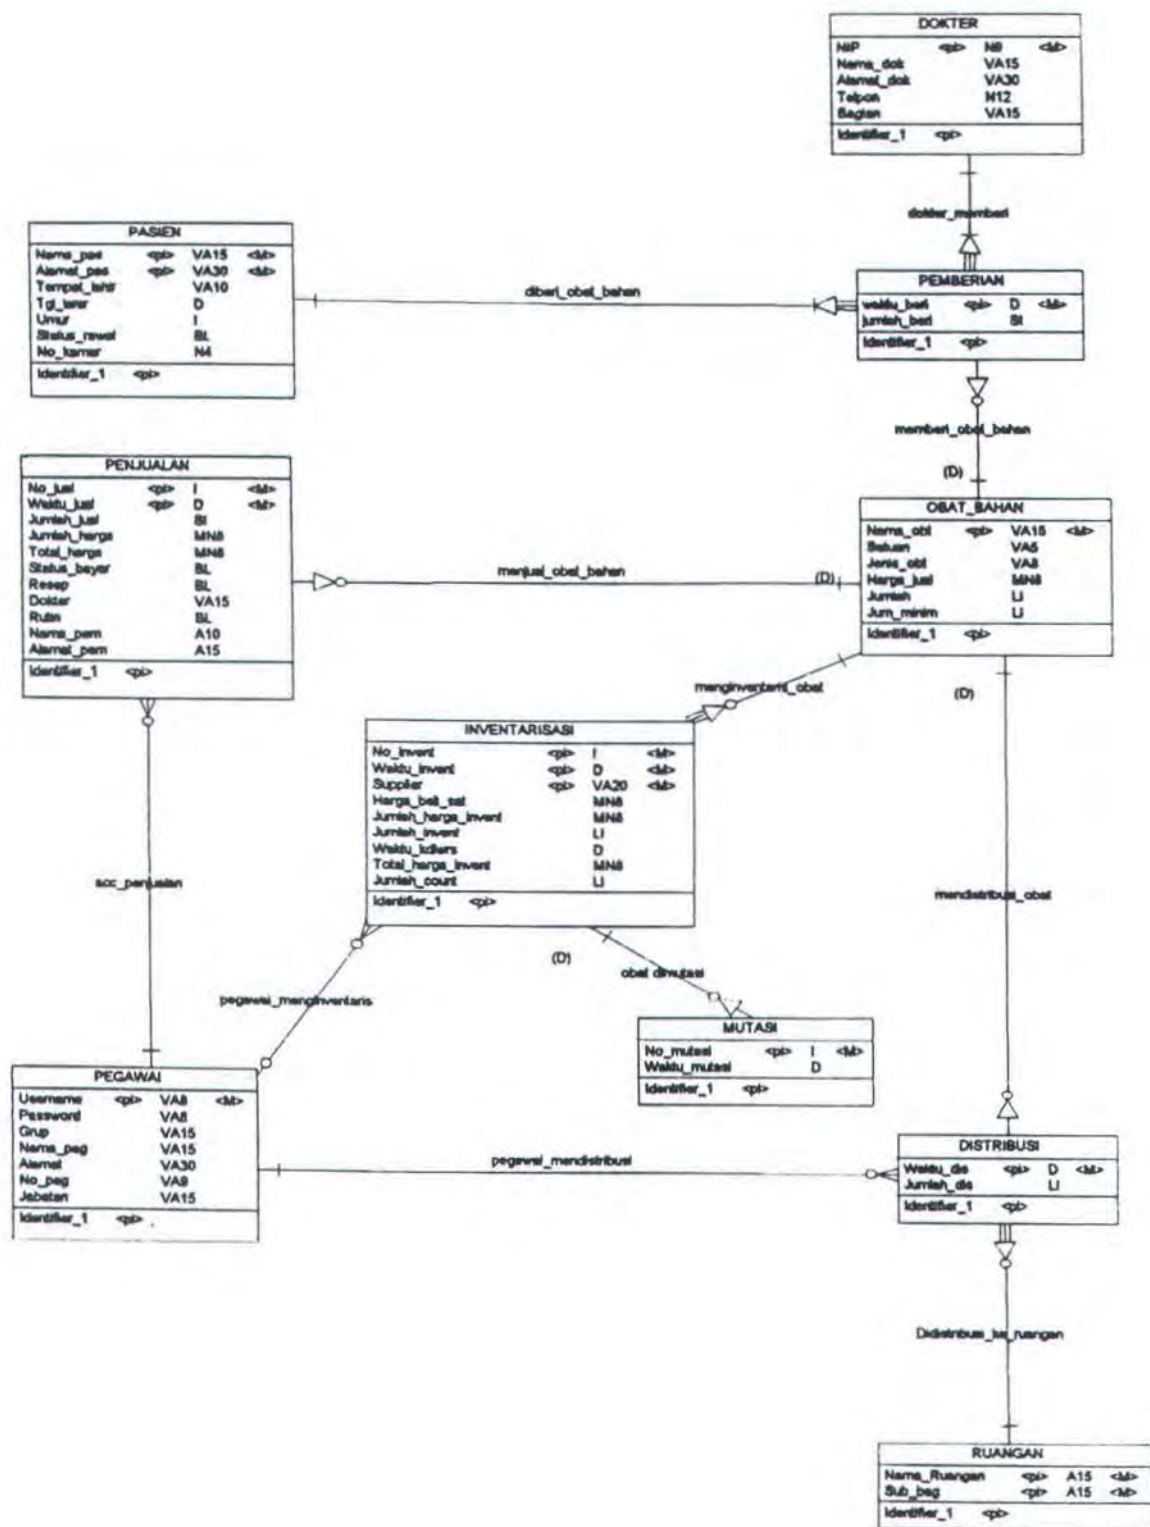 DOKTER
NIP <pi> N9 <M>
Nama_dok VA15
Alamat_dok VA30
Telpon N12
Bagian VA15
Identifier_1 <pi>
dokter_memberi
PASIEN
Nama_pas <pi> VA15 <M>
Alamat_pas <pi> VA30 <M>
Tempat_lahir VA10
Tgl_lahir D
Umur I
Status_rawat BL
No_kamar N4
Identifier_1 <pi>
diberi_obat_bahan
PEMBERIAN
waktu_beri <pi> D <M>
jumlah_beri SI
Identifier_1 <pi>
memberi_obat_bahan
(D)
PENJUALAN
No_jual <pi> I <M>
Waktu_jual <pi> D <M>
Jumlah_jual SI
Jumlah_harga MN8
Total_harga MN8
Status_bayar BL
Resep BL
Dokter VA15
Rutin BL
Nama_pem A10
Alamat_pem A15
Identifier_1 <pi>
menjual_obat_bahan
(D)
OBAT_BAHAN
Nama_obt <pi> VA15 <M>
Satuan VA5
Jenis_obt VA8
Harga_jual MN8
Jumlah LI
Jum_minim LI
Identifier_1 <pi>
(D)
menginventaris_obat
INVENTARISASI
No_invent <pi> I <M>
Waktu_invent <pi> D <M>
Supplier <pi> VA20 <M>
Harga_beli_sat MN8
Jumlah_harga_invent MN8
Jumlah_invent LI
D
Total_harga_invent MN8
Jumlah_count LI
Identifier_1 <pi>
acc_penjualan
mendistribusi_obat
(D)
obat dimutasi
pegawai_menginventaris
MUTASI
No_mutasi <pi> I <M>
Waktu_mutasi D
Identifier_1 <pi>
PEGAWAI
Username <pi> VA8 <M>
Password VA8
Grup VA15
Nama_peg VA15
Alamat VA30
No_peg VA9
Jabatan VA15
Identifier_1 <pi>
pegawai_mendistribusi
DISTRIBUSI
Waktu_dis <pi> D <M>
Jumlah_dis LI
Identifier_1 <pi>
Didistribusi_ke_ruangan
RUANGAN
Nama_Ruangan <pi> A15 <M>
Sub_bag <pi> A15 <M>
Identifier_1 <pi>